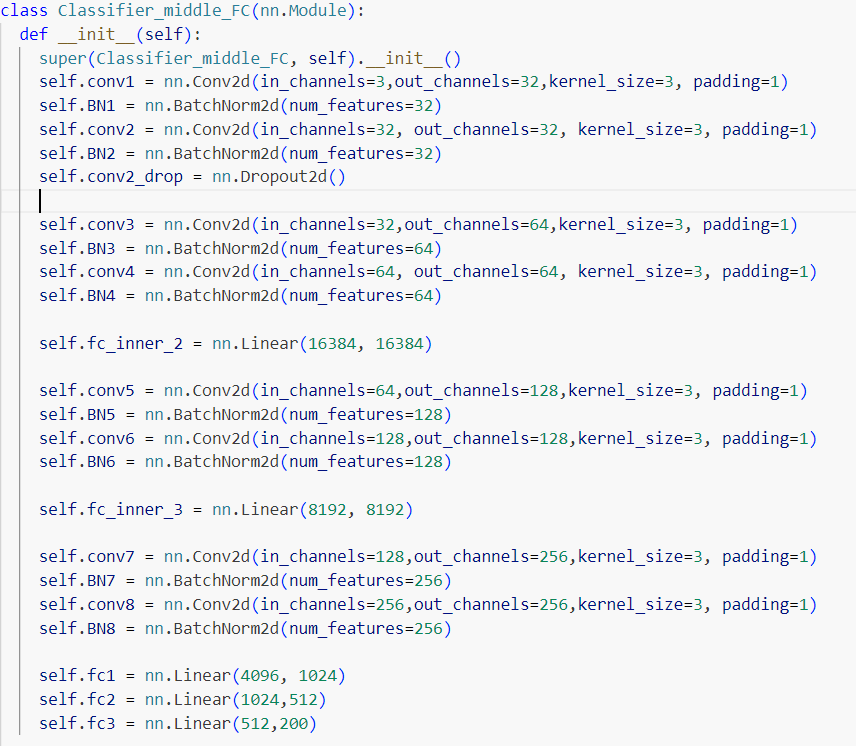 class Classifier_middle_FC(nn.Module):
  def __init__(self):
    super(Classifier_middle_FC, self).__init__()
    self.conv1 = nn.Conv2d(in_channels=3,out_channels=32,kernel_size=3, padding=1)
    self.BN1 = nn.BatchNorm2d(num_features=32)
    self.conv2 = nn.Conv2d(in_channels=32, out_channels=32, kernel_size=3, padding=1)
    self.BN2 = nn.BatchNorm2d(num_features=32)
    self.conv2_drop = nn.Dropout2d()
    self.conv3 = nn.Conv2d(in_channels=32,out_channels=64,kernel_size=3, padding=1)
    self.BN3 = nn.BatchNorm2d(num_features=64)
    self.conv4 = nn.Conv2d(in_channels=64, out_channels=64, kernel_size=3, padding=1)
    self.BN4 = nn.BatchNorm2d(num_features=64)
    self.fc_inner_2 = nn.Linear(16384, 16384)
    self.conv5 = nn.Conv2d(in_channels=64,out_channels=128,kernel_size=3, padding=1)
    self.BN5 = nn.BatchNorm2d(num_features=128)
    self.conv6 = nn.Conv2d(in_channels=128,out_channels=128,kernel_size=3, padding=1)
    self.BN6 = nn.BatchNorm2d(num_features=128)
    self.fc_inner_3 = nn.Linear(8192, 8192)
    self.conv7 = nn.Conv2d(in_channels=128,out_channels=256,kernel_size=3, padding=1)
    self.BN7 = nn.BatchNorm2d(num_features=256)
    self.conv8 = nn.Conv2d(in_channels=256,out_channels=256,kernel_size=3, padding=1)
    self.BN8 = nn.BatchNorm2d(num_features=256)
    self.fc1 = nn.Linear(4096, 1024)
    self.fc2 = nn.Linear(1024,512)
    self.fc3 = nn.Linear(512,200)